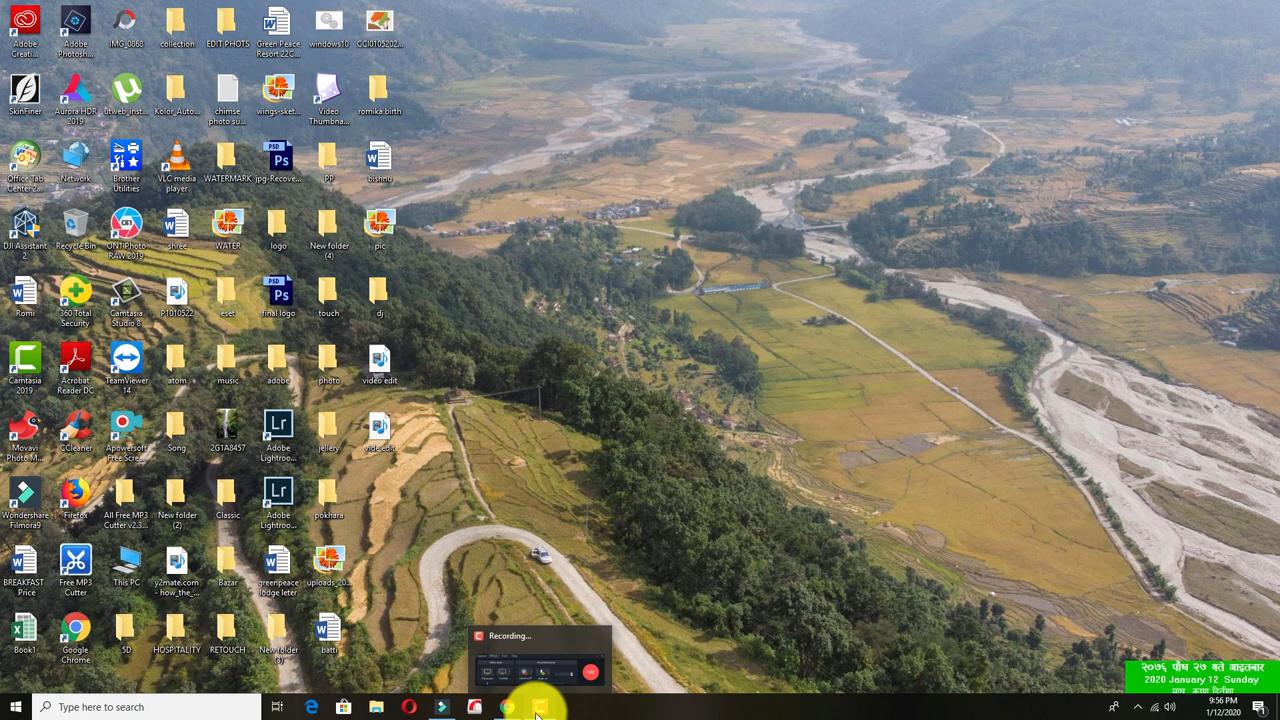 Adobe Creati...
Adobe Photosh...
IMG_0868
collection
EDIT PHOTS
Green Peace Resort 22C...
windows10
CCI0105202...
SkinFiner
Aurora HDR 2019
utweb_inst...
Kolor_Auto...
chimse photo su...
wings-sket...
Video Thumbna...
romika birth
Office Tab Center 2...
Network
Brother Utilities
VLC media player
WATERMARK
jpg-Recove...
PP
bishnu
DJI Assistant 2
Recycle Bin
ON1 Photo RAW 2019
shree
WATER
logo
New folder (4)
pic
Romi
360 Total Security
Camtasia Studio 8
P1010522
eset
final logo
touch
dj
Camtasia 2019
Acrobat Reader DC
TeamViewer 14
atom
music
adobe
photo
video edit
Movavi Photo M...
CCleaner
Apowersoft Free Scre...
Song
2G1A8457
Adobe Lightroo...
jellery
vide edit
Wondershare Filmora9
Firefox
All Free MP3 Cutter v2.3...
New folder (2)
Classic
Adobe Lightroo...
pokhara
BREAKFAST Price
Free MP3 Cutter
This PC
y2mate.com - how_the_...
Bazar
greenpeace lodge leter
uploads_20...
Book1
Google Chrome
5D
HOSPITALITY
RETOUCH
New folder
batti
Recording...
२०७६ पौष २७ गते आइतबार
2020 January 12 Sunday
Type here to search
9:56 PM
1/12/2020